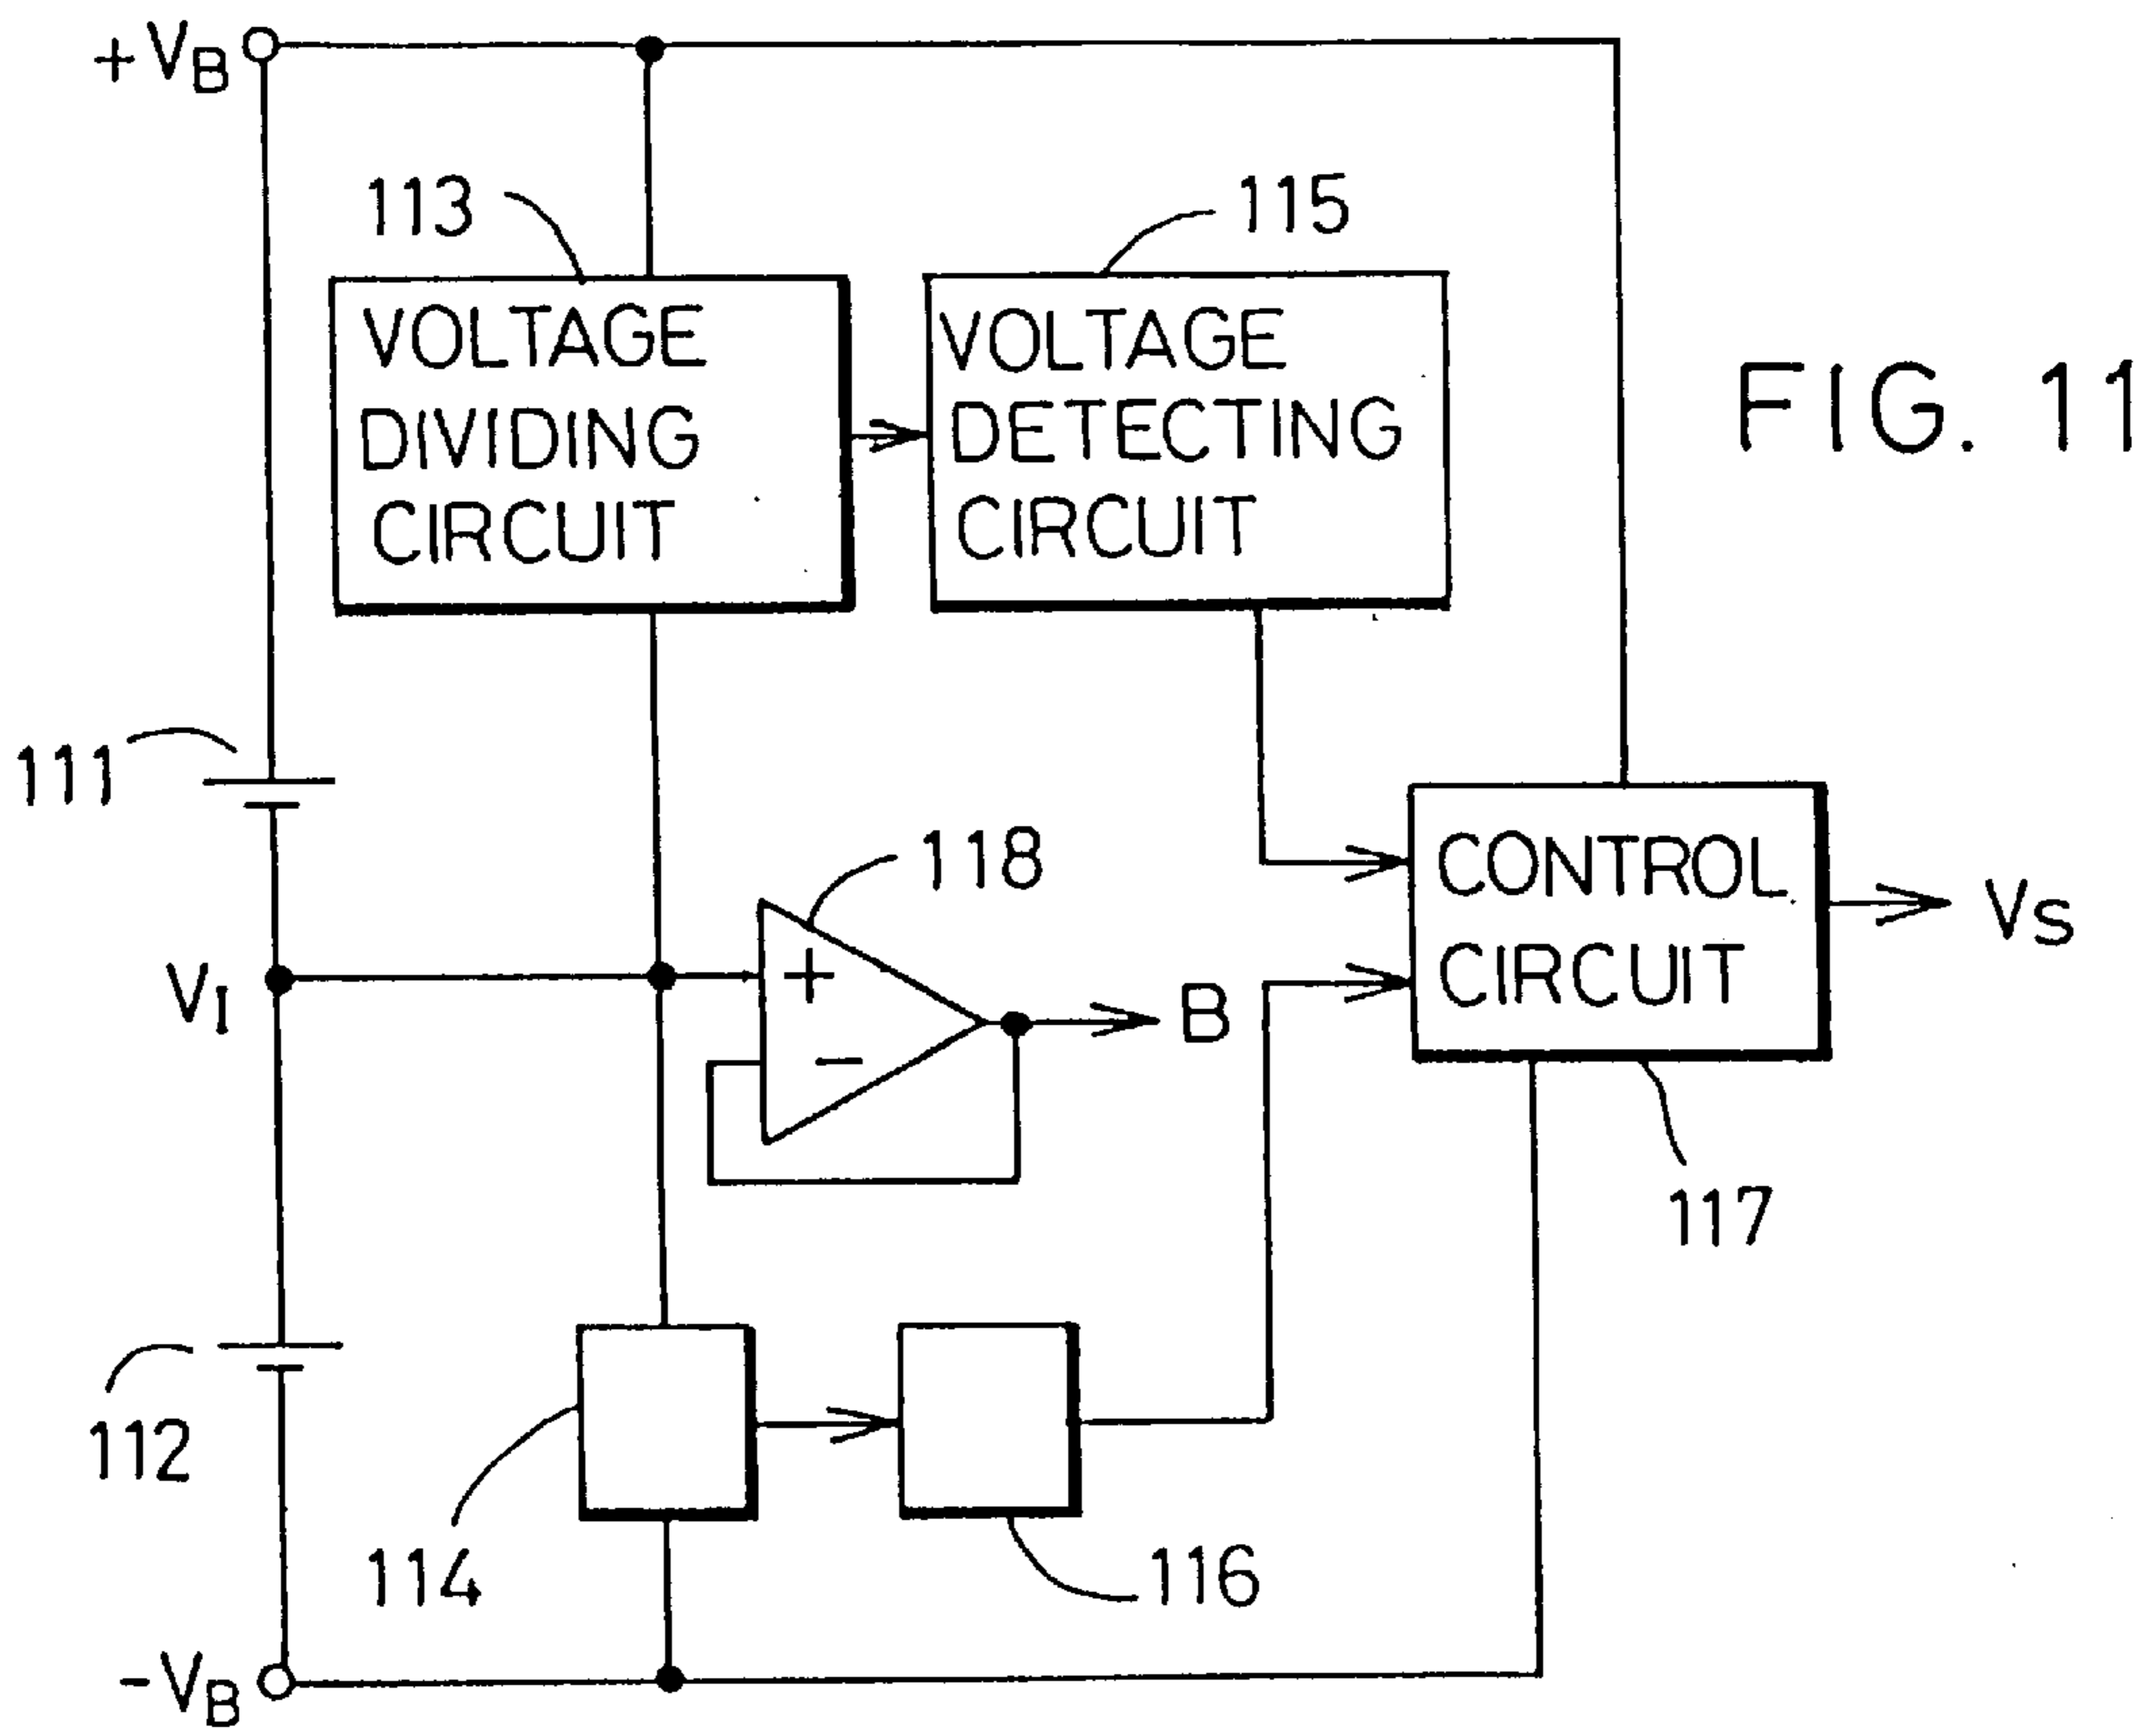 +VB
113
115
VOLTAGE
DIVIDING
CIRCUIT
VOLTAGE
DETECTING
CIRCUIT
FIG. 11
111
118
+
-
B
CONTROL
CIRCUIT
VS
VI
117
112
114
116
-VB